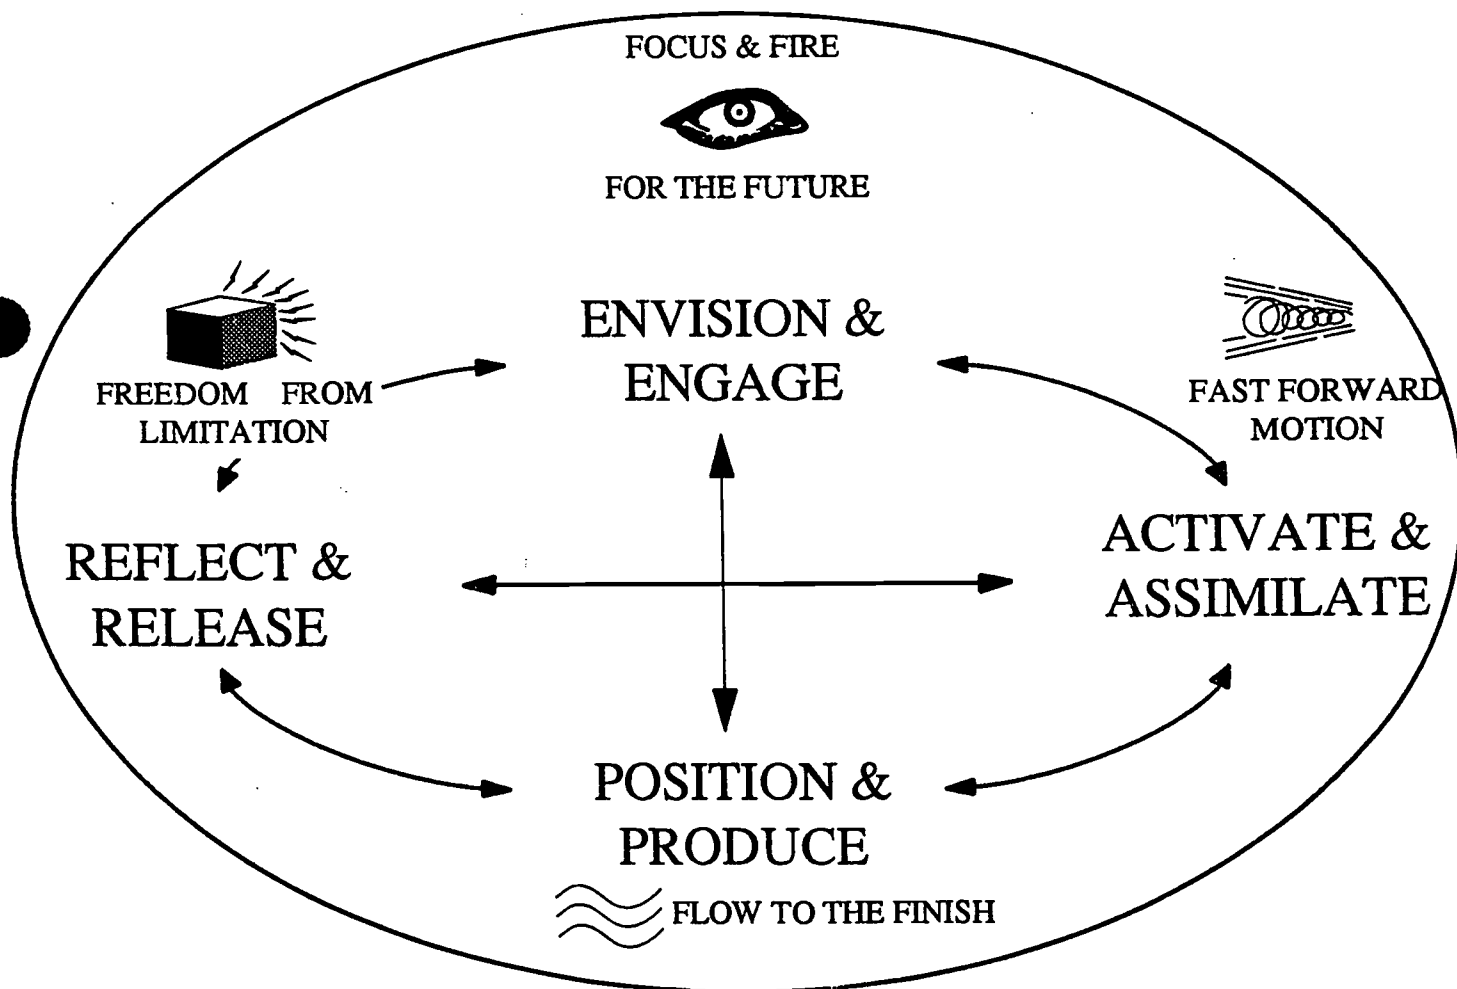 FOCUS & FIRE
FOR THE FUTURE
ENVISION &
ENGAGE
FREEDOM FROM
LIMITATION
FAST FORWARD
MOTION
REFLECT &
RELEASE
ACTIVATE &
ASSIMILATE
POSITION &
PRODUCE
FLOW TO THE FINISH